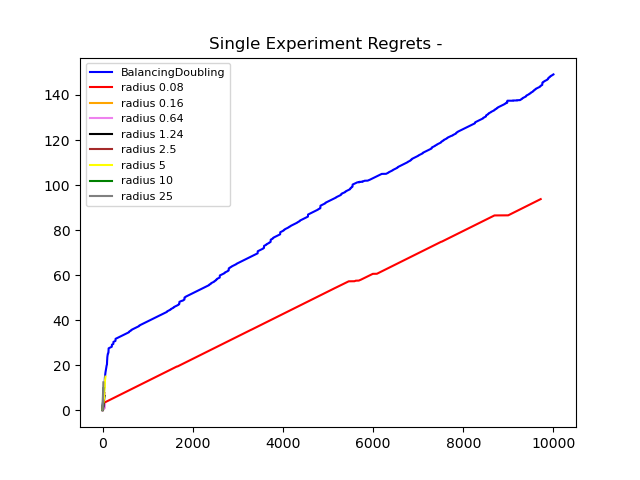 Single Experiment Regrets -
BalancingDoubling
radius 0.08
radius 0.16
radius 0.64
radius 1.24
radius 2.5
radius 5
radius 10
radius 25
140
120
100
80
60
40
20
0
0 2000 4000 6000 8000 10000